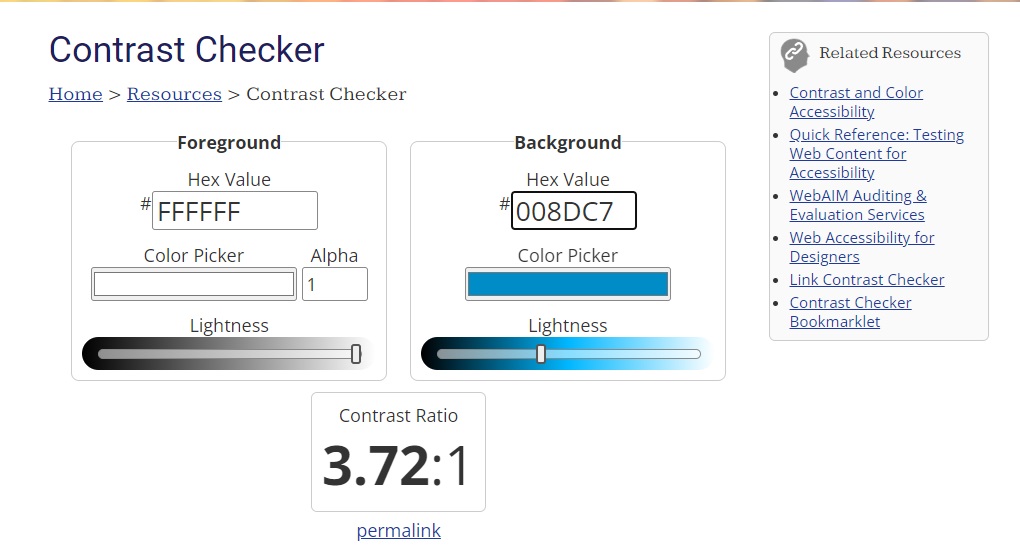 Contrast Checker
Home > Resources > Contrast Checker
Foreground
Hex Value
# FFFFFF
Color Picker
Alpha
1
Lightness
Background
Hex Value
# 008DC7
Color Picker
Lightness
Contrast Ratio
3.72:1
permalink
Related Resources
Contrast and Color
Accessibility
Quick Reference: Testing
Web Content for
Accessibility
WebAIM Auditing &
Evaluation Services
Web Accessibility for
Designers
Link Contrast Checker
Contrast Checker
Bookmarklet